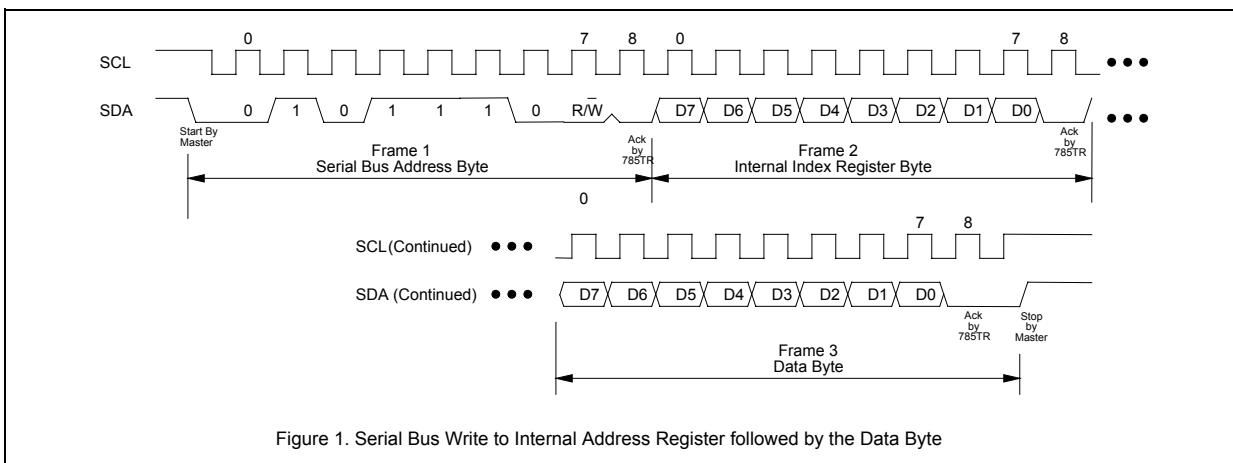 0 7 8 0 7 8
SCL
SDA 0 1 0 1 1 1 0 R/W D7 D6 D5 D4 D3 D2 D1 D0
Start By
Master
Ack
by
785TR
Ack
by
785TR
Frame 1
Serial Bus Address Byte
Frame 2
Internal Index Register Byte
0 7 8
SCL(Continued)
SDA (Continued) D7 D6 D5 D4 D3 D2 D1 D0
Ack
by
785TR
Stop
by
Master
Frame 3
Data Byte
Figure 1. Serial Bus Write to Internal Address Register followed by the Data Byte